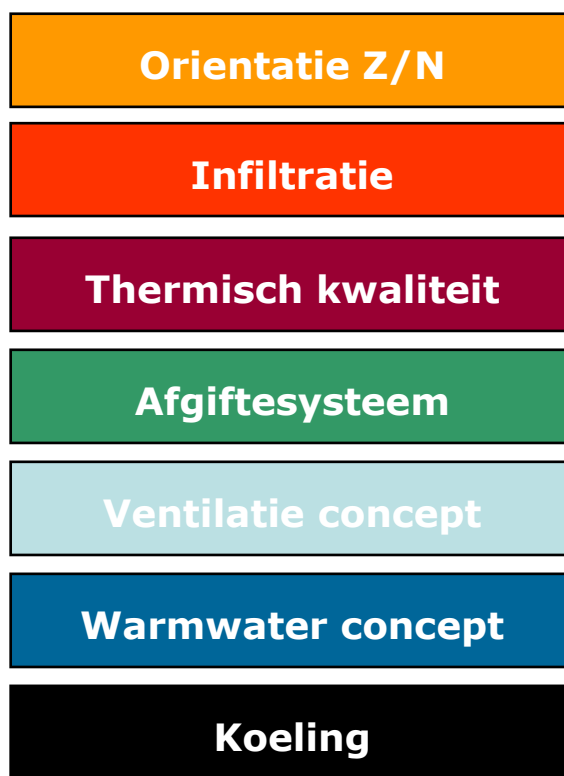 Orientatie Z/N
Infiltratie
Thermisch kwaliteit
Afgiftesysteem
Ventilatie concept
Warmwater concept
Koeling